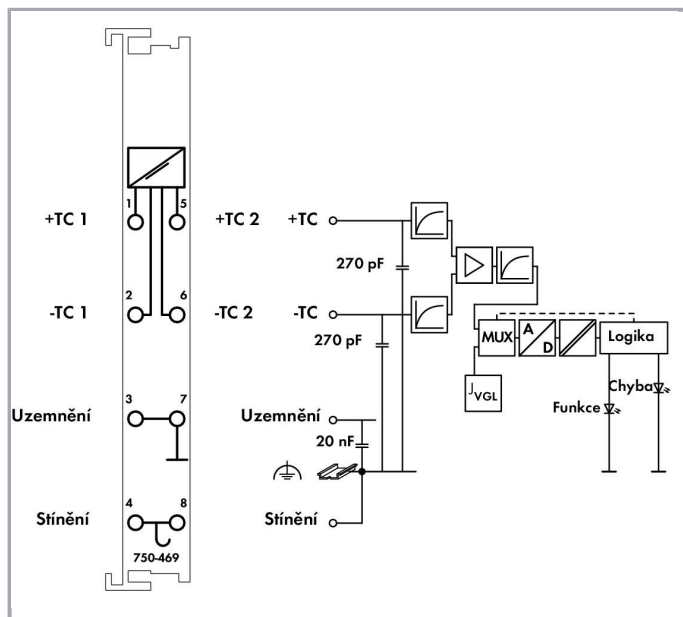 1
5
+TC 1
+TC 2
+TC
270 pF
2
6
-TC 1
-TC 2
-TC
270 pF
MUX
A
D
Logika
J VGL
Chyba
Funkce
3
7
Uzemnění
Uzemnění
20 nF
4
8
Stínění
Stínění
750-469